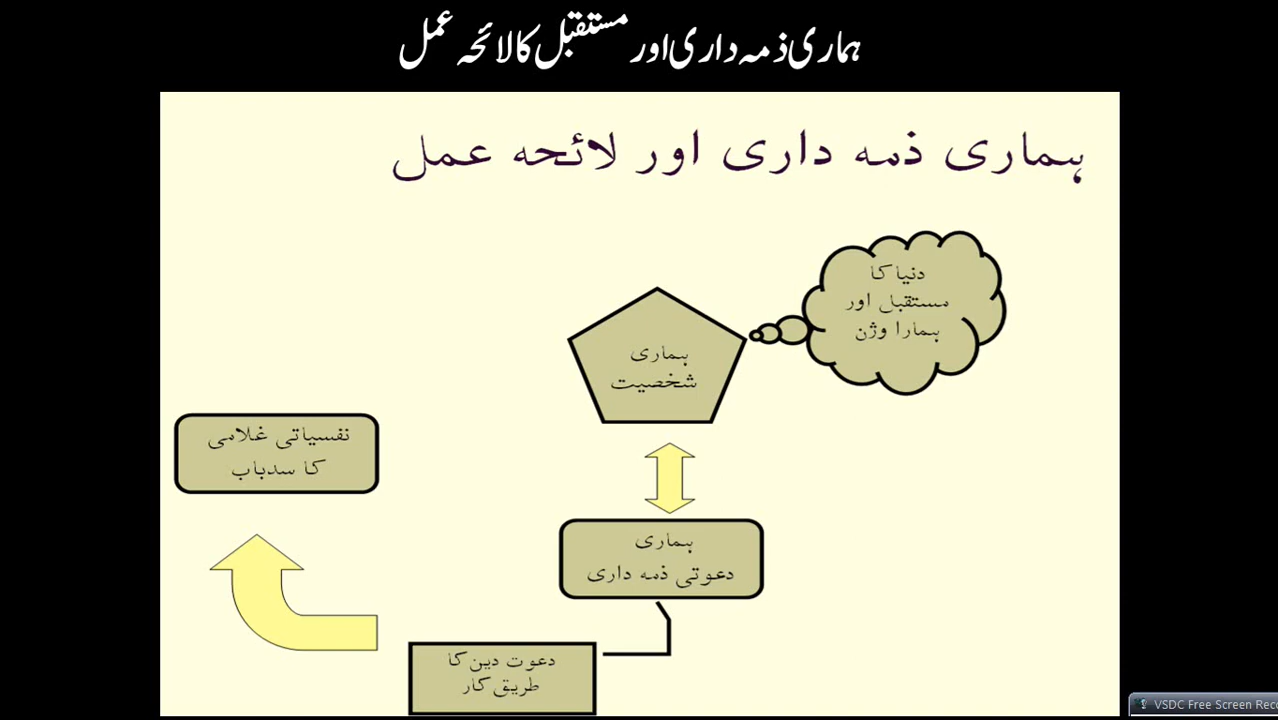 ہماری ذمہ داری اور مستقبل کا لائحہ عمل
ہماری ذمہ داری اور لائحہ عمل
دنیا کا
مستقبل اور
ہمارا وژن
ہماری
شخصیت
نفسیاتی غلامی
کا سدباب
ہماری
دعوتی ذمہ داری
دعوت دین کا
طریق کار
VSDC Free Screen Rec